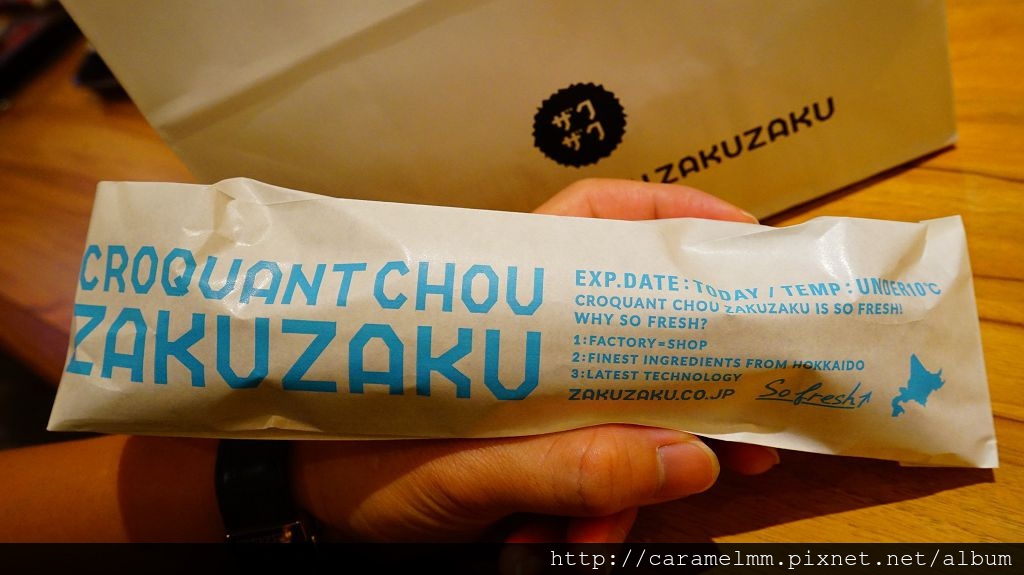 ザク
ザク
ZAKUZAKU
CROQUANT CHOU
ZAKUZAKU
EXP.DATE:TODAY / TEMP:UNDER10°C
CROQUANT CHOU ZAKUZAKU IS SO FRESH!
WHY SO FRESH?
1:FACTORY=SHOP
2:FINEST INGREDIENTS FROM HOKKAIDO
3:LATEST TECHNOLOGY
ZAKUZAKU.CO.JP
So fresh↑
http://caramelmm.pixnet.net/album